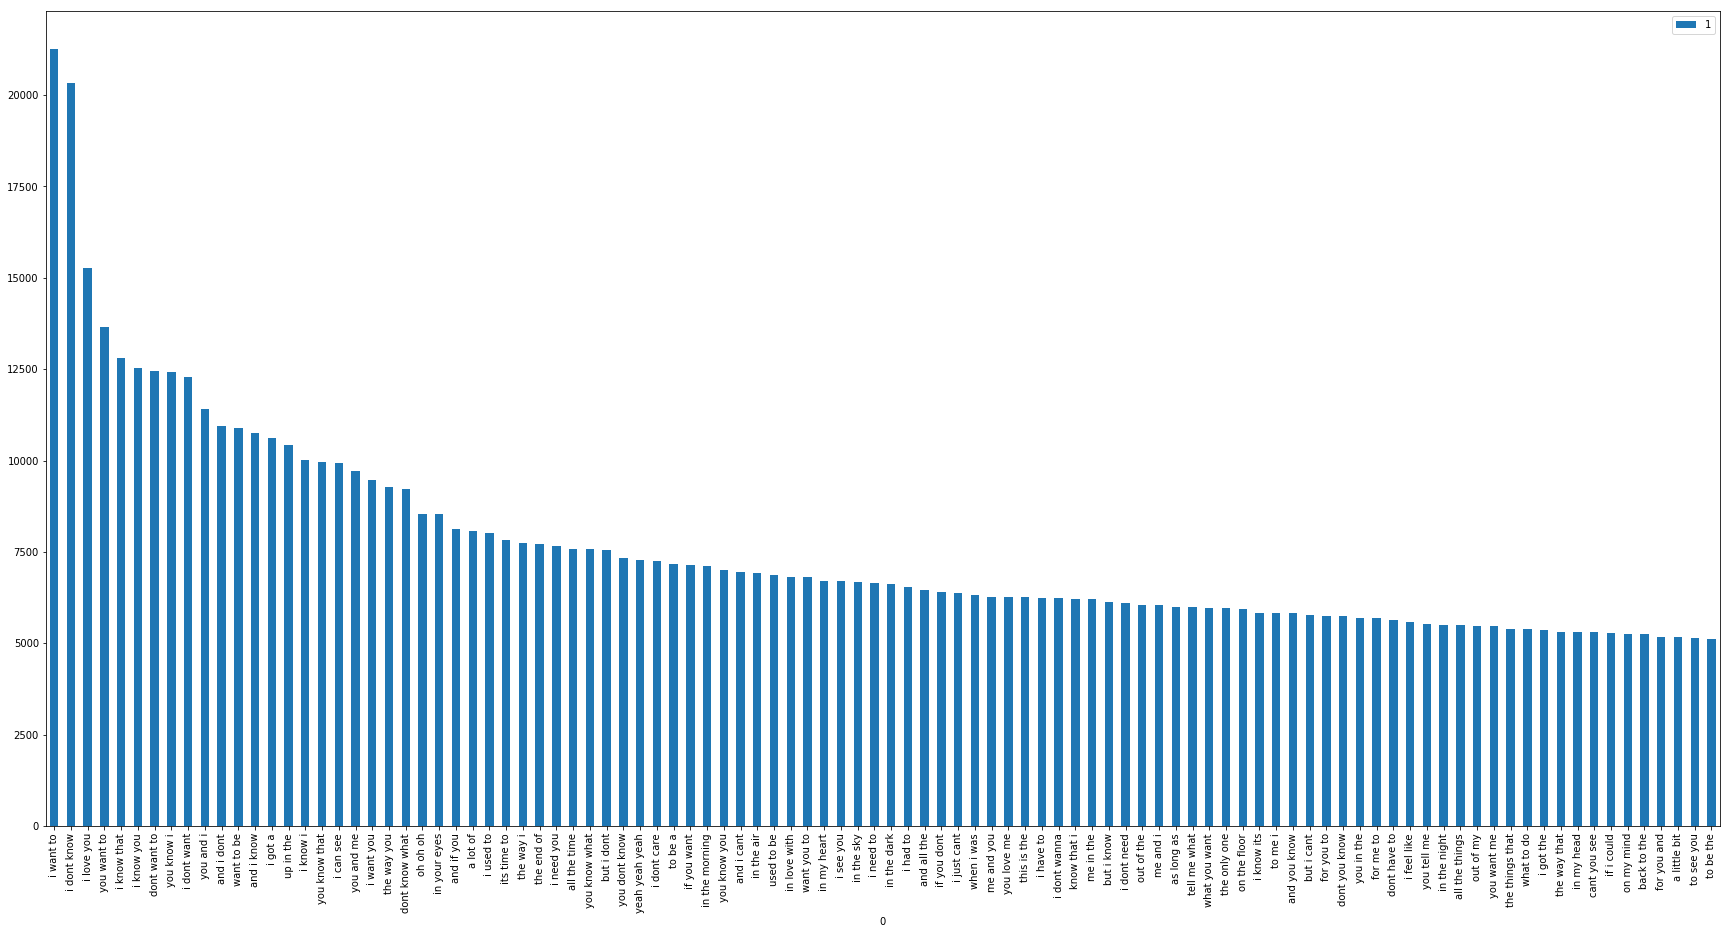 1
20000
17500
15000
12500
10000
7500
5000
2500
0
i want to
i dont know
i love you
you want to
i know that
i know you
dont want to
you know i
i dont want
you and i
and i dont
want to be
and i know
i got a
up in the
i know i
you know that
i can see
you and me
i want you
the way you
dont know what
oh oh oh
in your eyes
and if you
a lot of
i used to
its time to
the way i
the end of
i need you
all the time
you know what
but i dont
you dont know
yeah yeah yeah
i dont care
to be a
if you want
in the morning
you know you
and i cant
in the air
used to be
in love with
want you to
in my heart
i see you
in the sky
i need to
in the dark
i had to
and all the
if you dont
i just cant
when i was
me and you
you love me
this is the
i have to
i dont wanna
know that i
me in the
but i know
i dont need
out of the
me and i
as long as
tell me what
what you want
the only one
on the floor
i know its
to me i
and you know
but i cant
for you to
dont you know
you in the
for me to
dont have to
i feel like
you tell me
in the night
all the things
out of my
you want me
the things that
what to do
i got the
the way that
in my head
cant you see
if i could
on my mind
back to the
for you and
a little bit
to see you
to be the
0